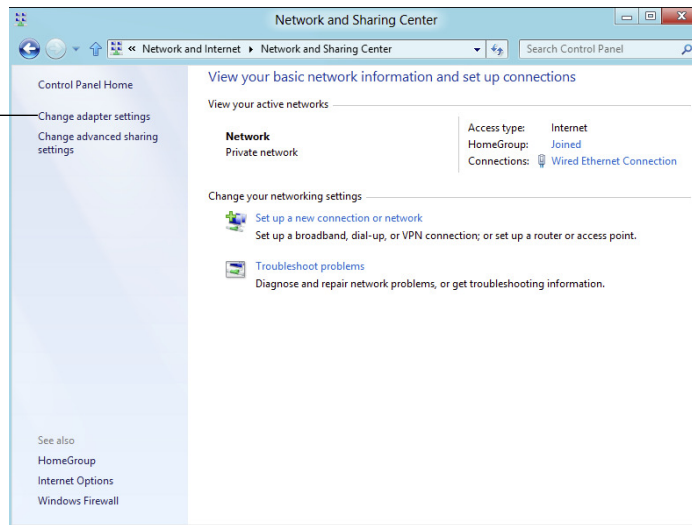 Network and Sharing Center
« Network and Internet ▸ Network and Sharing Center
Search Control Panel
Control Panel Home
Change adapter settings
Change advanced sharing
settings
View your basic network information and set up connections
View your active networks
Network
Private network
Access type: Internet
HomeGroup: Joined
Connections: Wired Ethernet Connection
Change your networking settings
Set up a new connection or network
Set up a broadband, dial-up, or VPN connection; or set up a router or access point.
Troubleshoot problems
Diagnose and repair network problems, or get troubleshooting information.
See also
HomeGroup
Internet Options
Windows Firewall